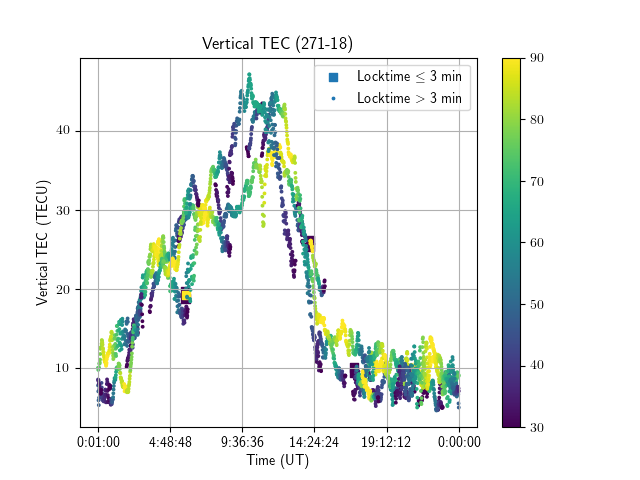 Vertical TEC (271-18)
Locktime ≤ 3 min
Locktime > 3 min
Vertical TEC (TECU)
40
30
20
10
0:01:00 4:48:48 9:36:36 14:24:24 19:12:12 0:00:00
Time (UT)
90
80
70
60
50
40
30